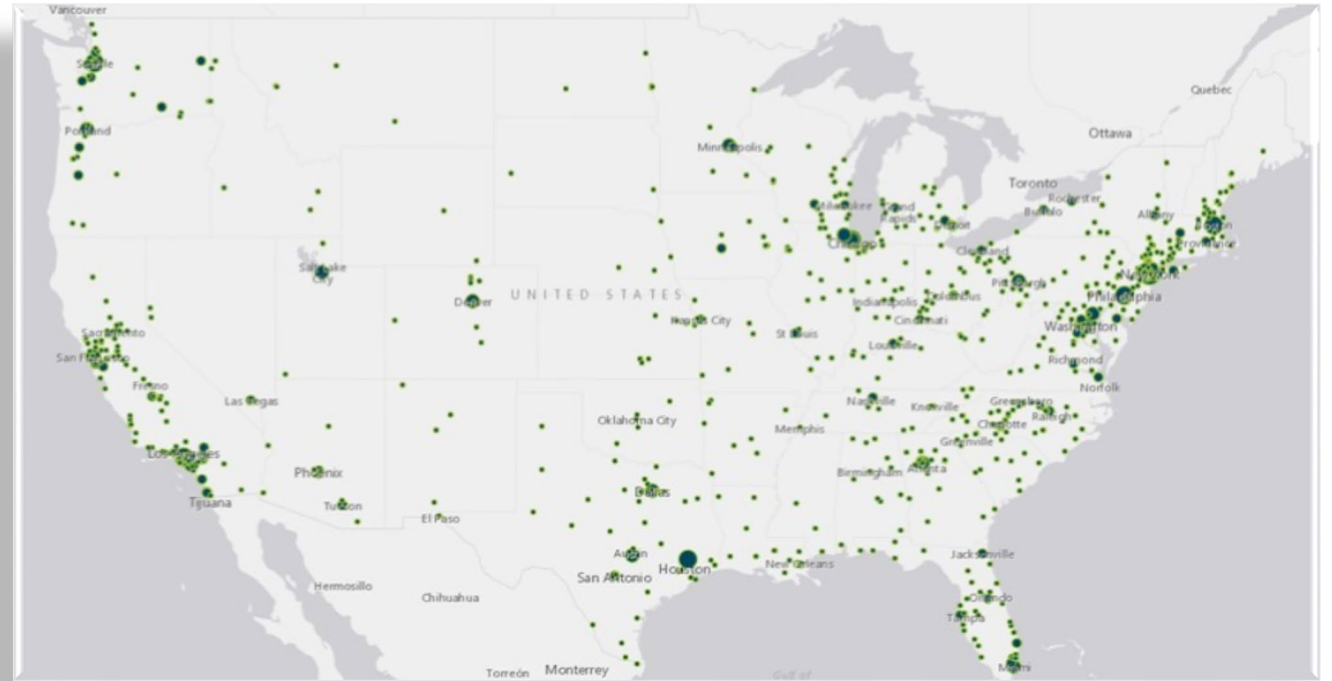 Vancouver
Quebec
Seattle
Ottawa
Portland
Minneapolis
Toronto
Rochester
Milwaukee
Grand
Rapids
Buffalo
Albany
Detroit
Boston
Chicago
Providence
Cleveland
Salt Lake
City
New York
Pittsburgh
Denver
UNITED STATES
Indianapolis
Columbus
Philadelphia
Kansas City
Cincinnati
Sacramento
St Louis
Washington
Louisville
San Francisco
Richmond
Fresno
Norfolk
Las Vegas
Nashville
Knoxville
Greensboro
Oklahoma City
Raleigh
Memphis
Charlotte
Greenville
Los Angeles
Phoenix
Birmingham
Atlanta
Dallas
Tijuana
Tucson
El Paso
Austin
Jacksonville
Houston
New Orleans
San Antonio
Hermosillo
Chihuahua
Orlando
Tampa
Miami
Torreón
Monterrey
Gulf of